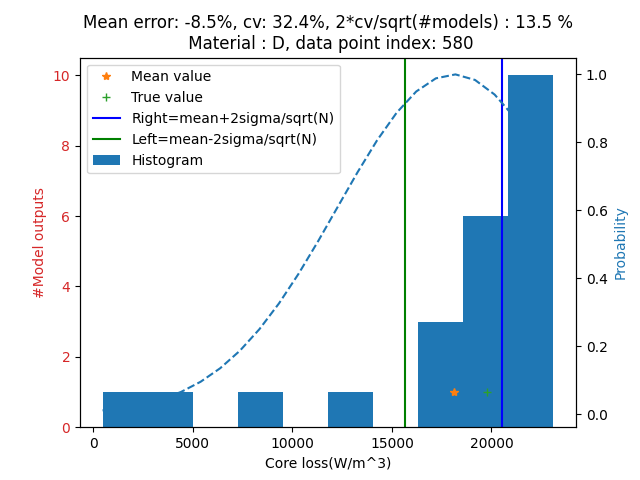 Mean error: -8.5%, cv: 32.4%, 2*cv/sqrt(#models) : 13.5 %
Material : D, data point index: 580
Mean value
True value
Right=mean+2sigma/sqrt(N)
Left=mean-2sigma/sqrt(N)
Histogram
#Model outputs
10
8
6
4
2
0
1.0
0.8
0.6
0.4
0.2
0.0
Probability
0 5000 10000 15000 20000
Core loss(W/m^3)